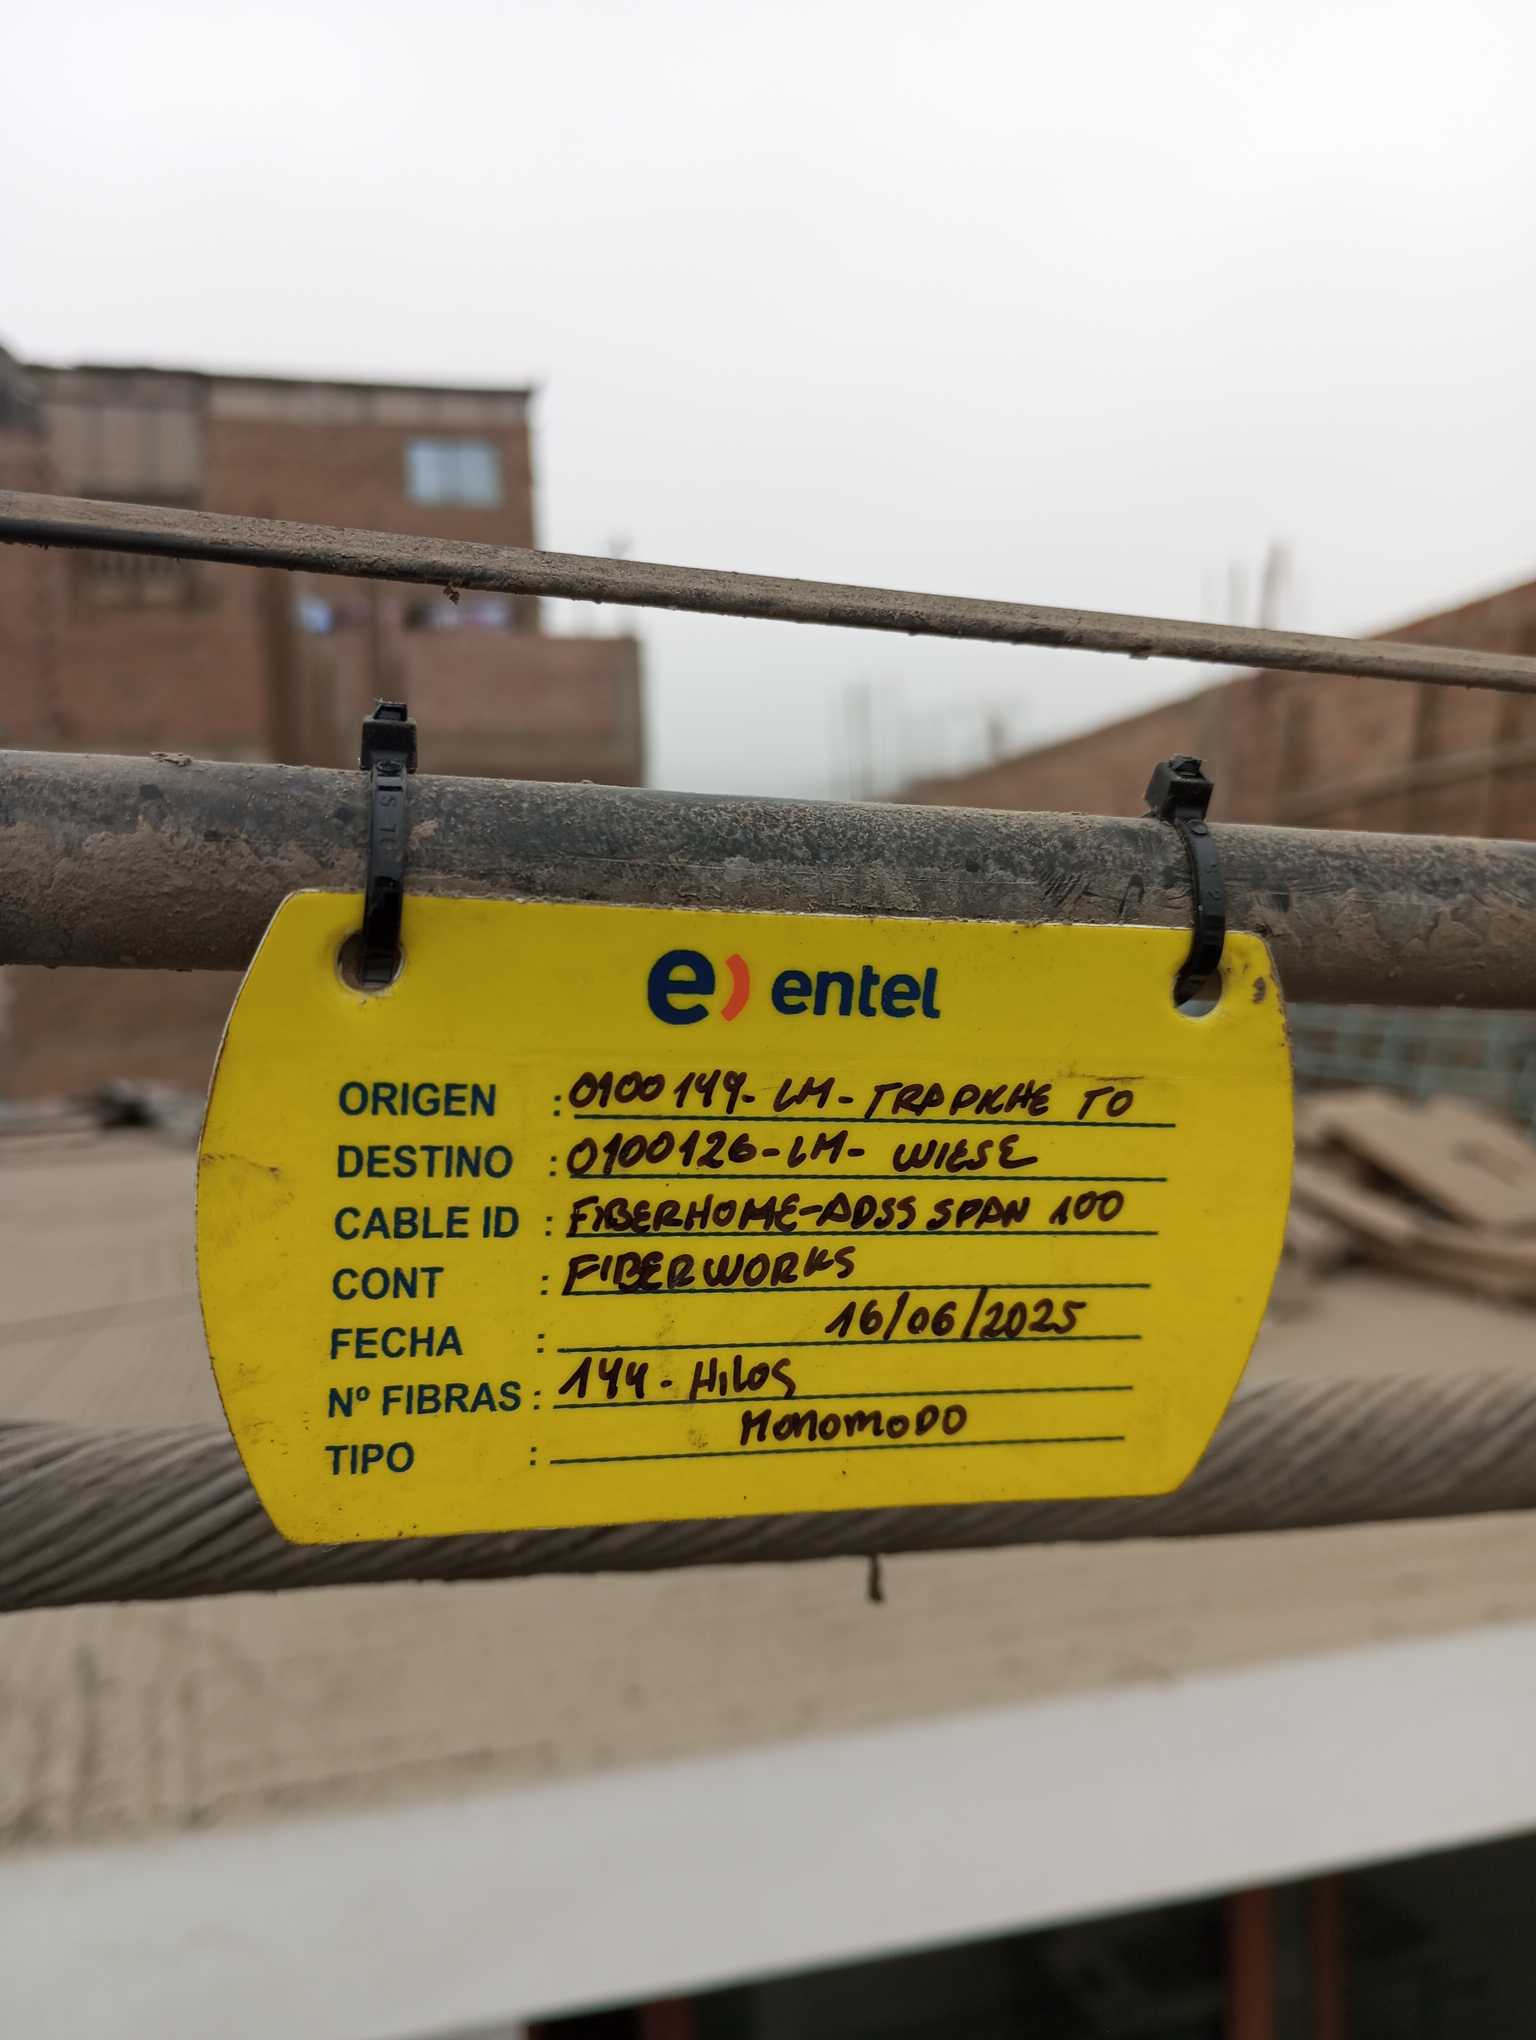 e) entel
ORIGEN : 0100144-LM-TRAPICHE TO
DESTINO : 0100126-LM- WIESE
CABLE ID : FIBERHOME-ADSS SPAN 100
CONT : FIBERWORKS
FECHA : 16/06/2025
Nº FIBRAS : 144- Hilos
TIPO : MONOMODO